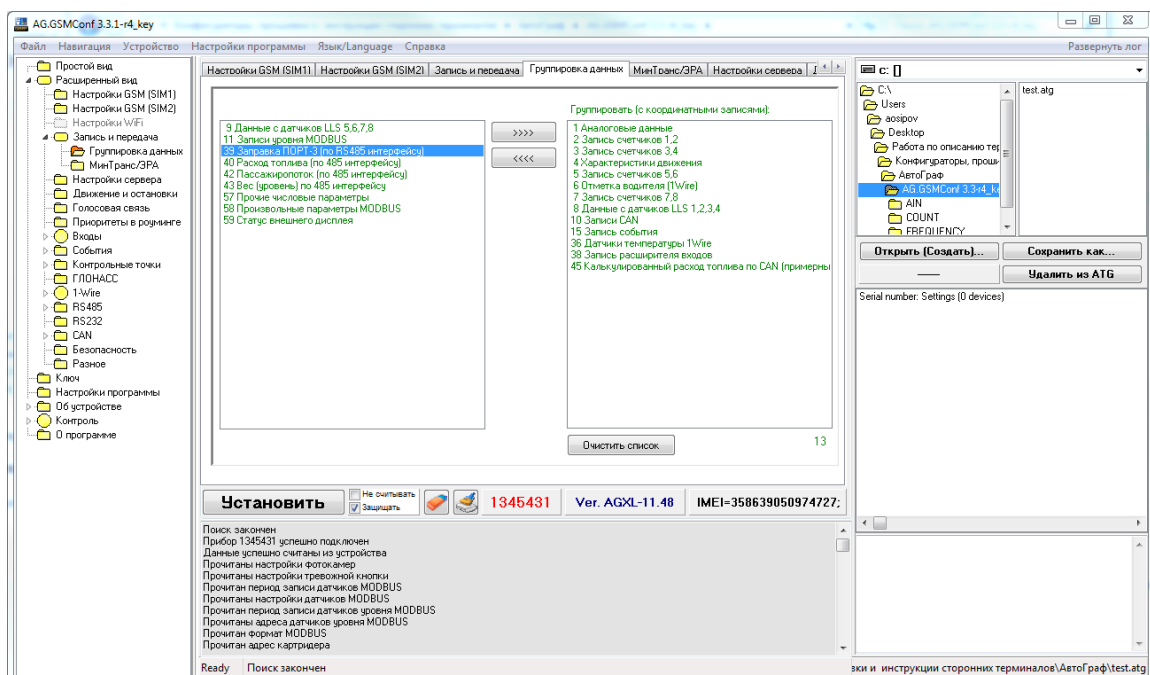 AG.GSMConf 3.3.1-r4_key
Файл Навигация Устройство Настройки программы Язык/Language Справка Развернуть лог
Простой вид
Расширенный вид
Настройки GSM (SIM1)
Настройки GSM (SIM2)
Настройки WiFi
Запись и передача
Группировка данных
МинТранс/ЭРА
Настройки сервера
Движение и остановки
Голосовая связь
Приоритеты в роуминге
Входы
События
Контрольные точки
ГЛОНАСС
1-Wire
RS485
RS232
CAN
Безопасность
Разное
Ключ
Настройки программы
Об устройстве
Контроль
О программе
Настройки GSM (SIM1) Настройки GSM (SIM2) Запись и передача Группировка данных МинТранс/ЭРА Настройки сервера
9 Данные с датчиков LLS 5,6,7,8
11 Записи уровня MODBUS
39 Заправка ПОРТ-3 (по RS485 интерфейсу)
40 Расход топлива (по 485 интерфейсу)
42 Пассажиропоток (по 485 интерфейсу)
43 Вес (уровень) по 485 интерфейсу
57 Прочие числовые параметры
58 Произвольные параметры MODBUS
59 Статус внешнего дисплея
>>>>
<<<<
Группировать (с координатными записями):
1 Аналоговые данные
2 Запись счетчиков 1,2
3 Запись счетчиков 3,4
4 Характеристики движения
5 Запись счетчиков 5,6
6 Отметка водителя (1Wire)
7 Запись счетчиков 7,8
8 Данные с датчиков LLS 1,2,3,4
10 Записи CAN
15 Запись события
36 Датчики температуры 1Wire
38 Запись расширителя входов
45 Калькулированный расход топлива по CAN (примерны
Очистить список 13
Установить
Не считывать
Защищать
1345431 Ver. AGXL-11.48 IMEI=358639050974727;
Поиск закончен
Прибор 1345431 успешно подключен
Данные успешно считаны из устройства
Прочитаны настройки фотокамер
Прочитаны настройки тревожной кнопки
Прочитан период записи датчиков MODBUS
Прочитаны настройки датчиков MODBUS
Прочитан период записи датчиков уровня MODBUS
Прочитаны адреса датчиков уровня MODBUS
Прочитан формат MODBUS
Прочитан адрес картридера
Ready Поиск закончен
c: []
C:\
Users
aosipov
Desktop
Работа по описанию тер
Конфигураторы, проши
АвтоГраф
AG.GSMConf 3.3-r4_ke
AIN
COUNT
FREQUENCY
test.atg
Открыть (Создать)... Сохранить как...
Удалить из ATG
Serial number: Settings (0 devices)
вки и инструкции сторонних терминалов\АвтоГраф\test.atg